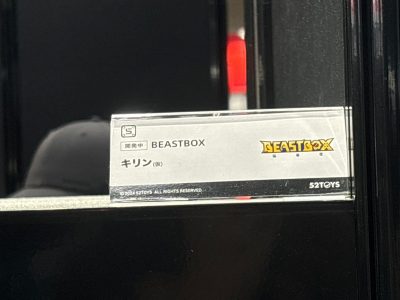 S
開発中 BEASTBOX
キリン(仮)
BEASTBOX
52TOYS
©2024 52TOYS ALL RIGHTS RESERVED.